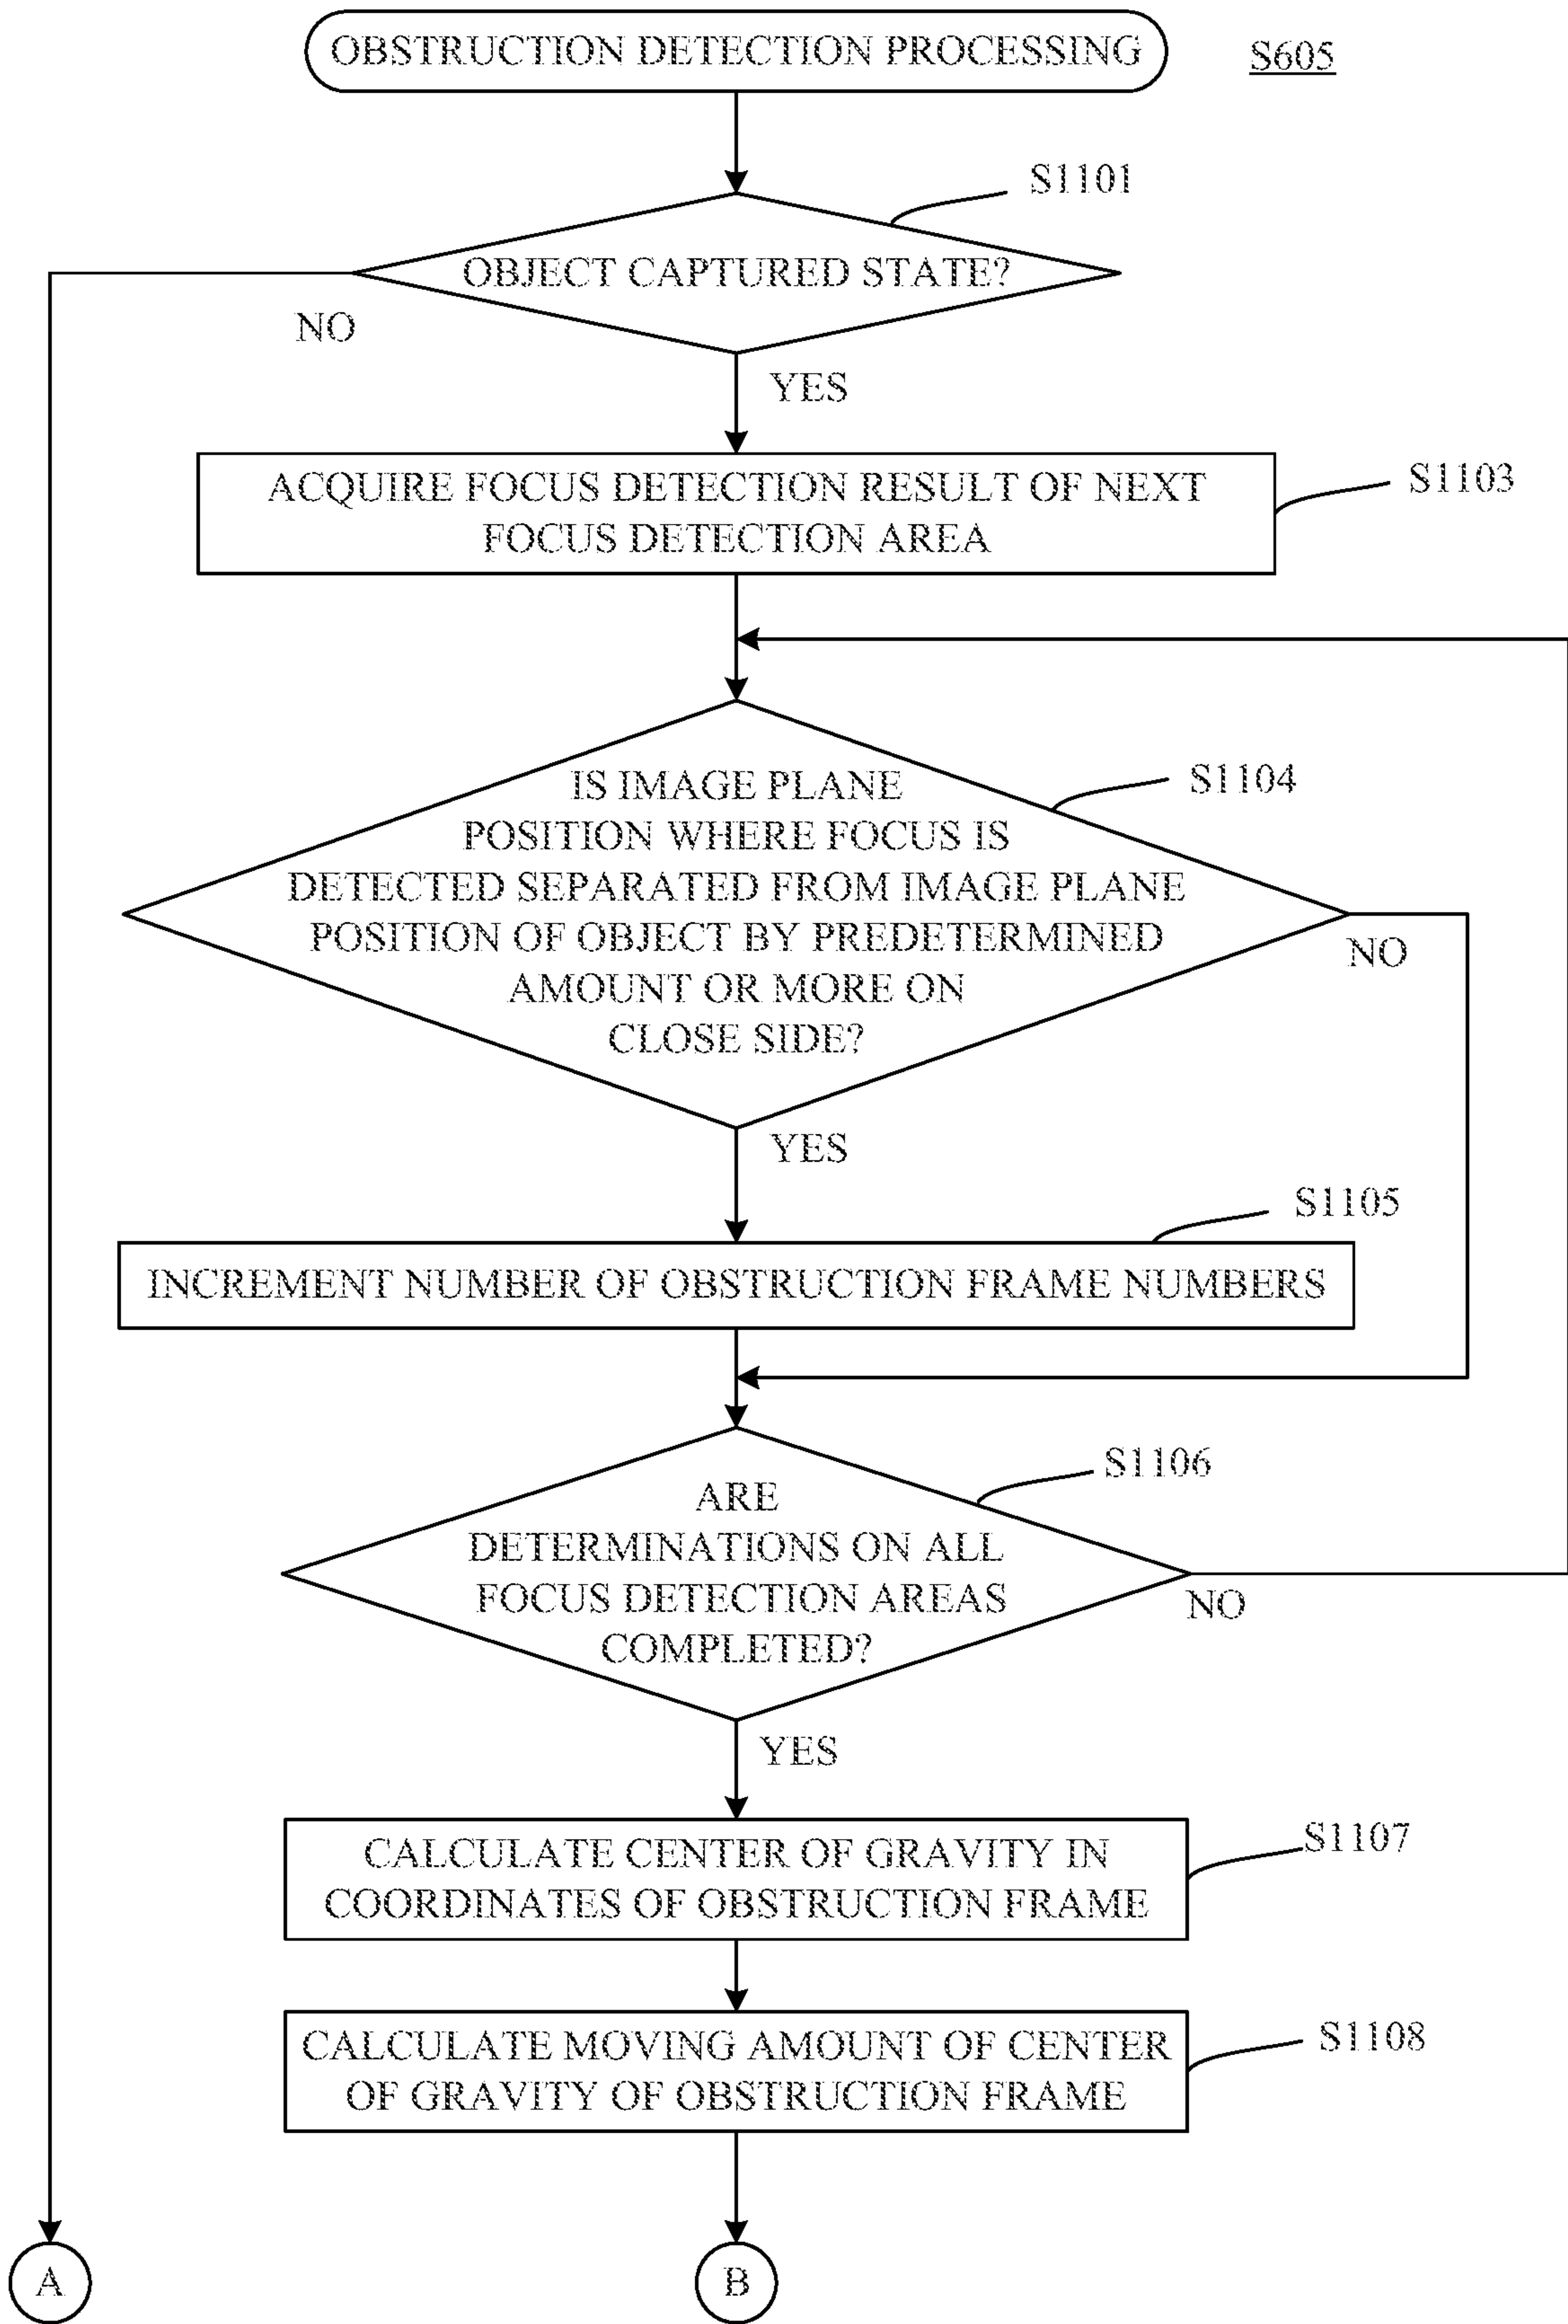 OBSTRUCTION DETECTION PROCESSING
S605
S1101
OBJECT CAPTURED STATE?
NO
YES
ACQUIRE FOCUS DETECTION RESULT OF NEXT
FOCUS DETECTION AREA
S1103
IS IMAGE PLANE
POSITION WHERE FOCUS IS
DETECTED SEPARATED FROM IMAGE PLANE
POSITION OF OBJECT BY PREDETERMINED
AMOUNT OR MORE ON
CLOSE SIDE?
S1104
NO
YES
S1105
INCREMENT NUMBER OF OBSTRUCTION FRAME NUMBERS
S1106
ARE
DETERMINATIONS ON ALL
FOCUS DETECTION AREAS
COMPLETED?
NO
YES
CALCULATE CENTER OF GRAVITY IN
COORDINATES OF OBSTRUCTION FRAME
S1107
CALCULATE MOVING AMOUNT OF CENTER
OF GRAVITY OF OBSTRUCTION FRAME
S1108
A
B